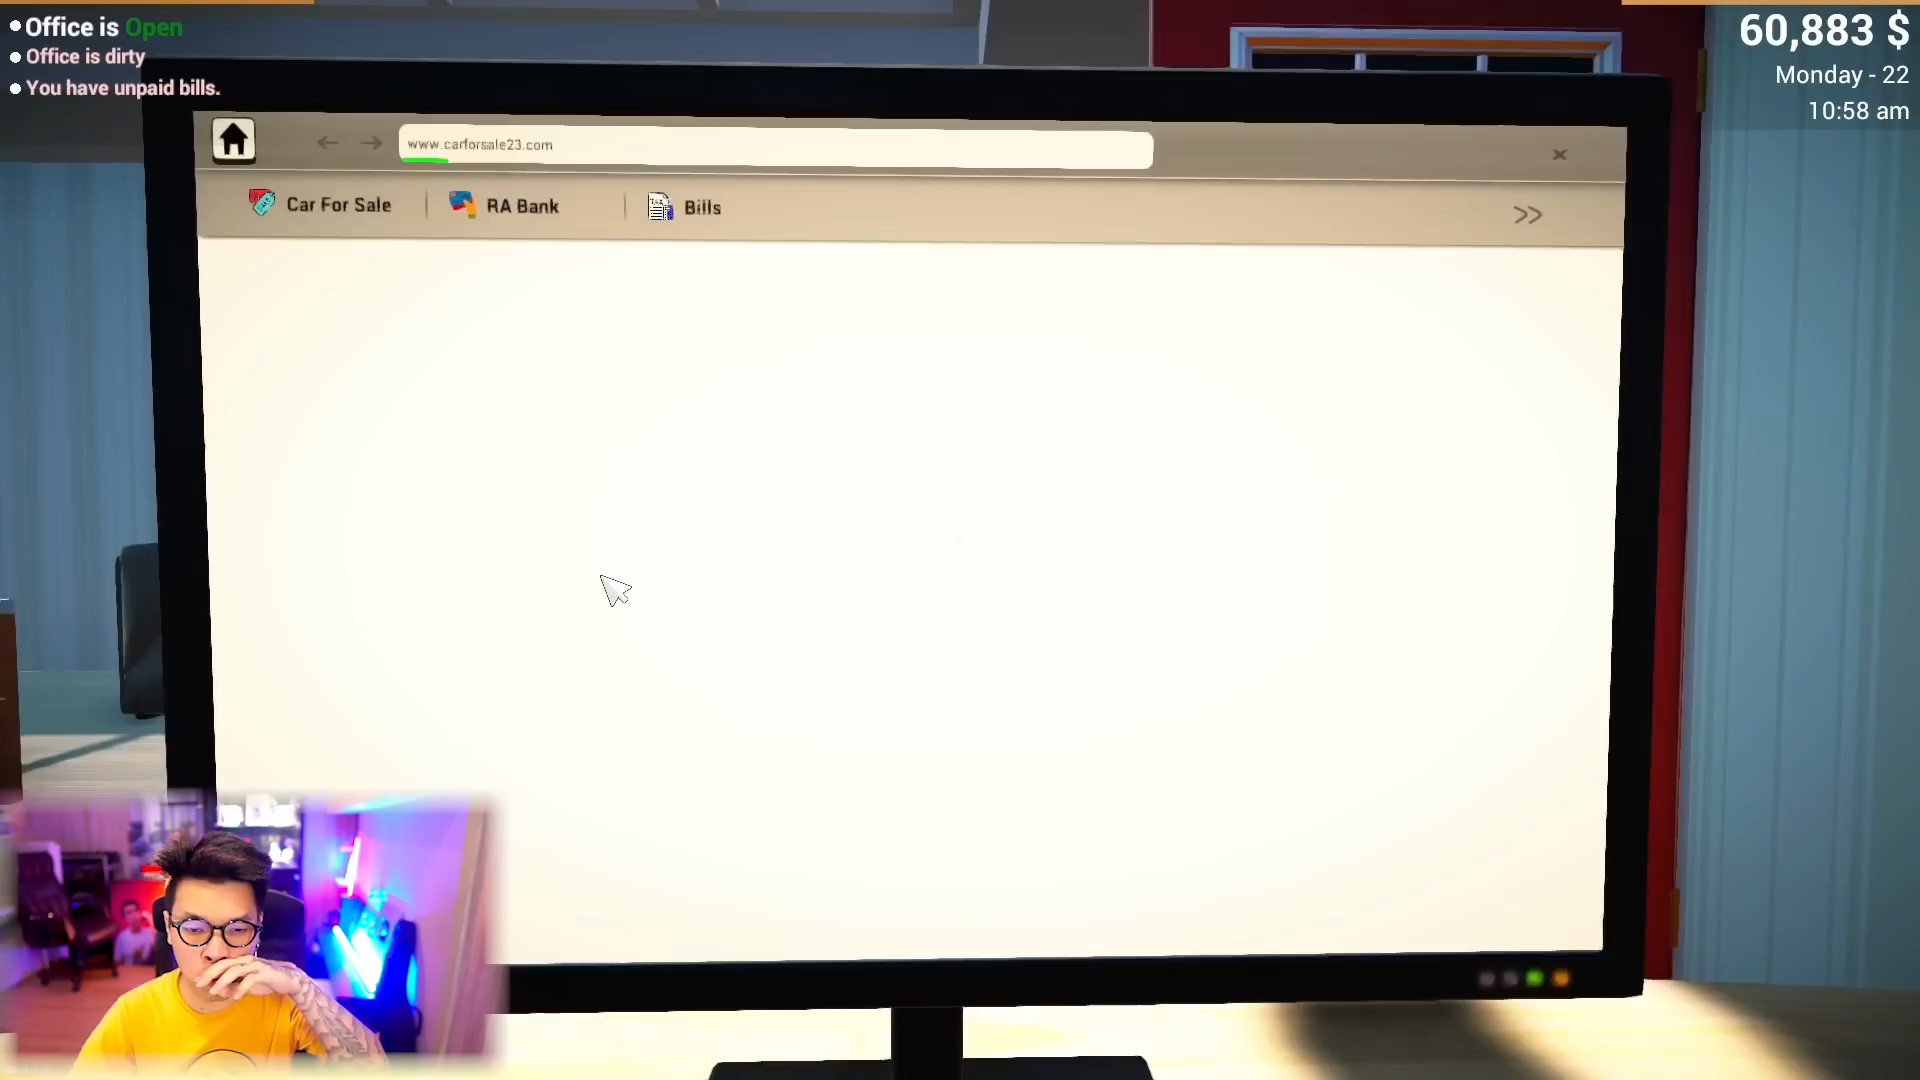 Office is Open
Office is dirty
You have unpaid bills.
60,883 $
Monday - 22
10:58 am
www.carforsale23.com
Car For Sale
RA Bank
Bills
>>